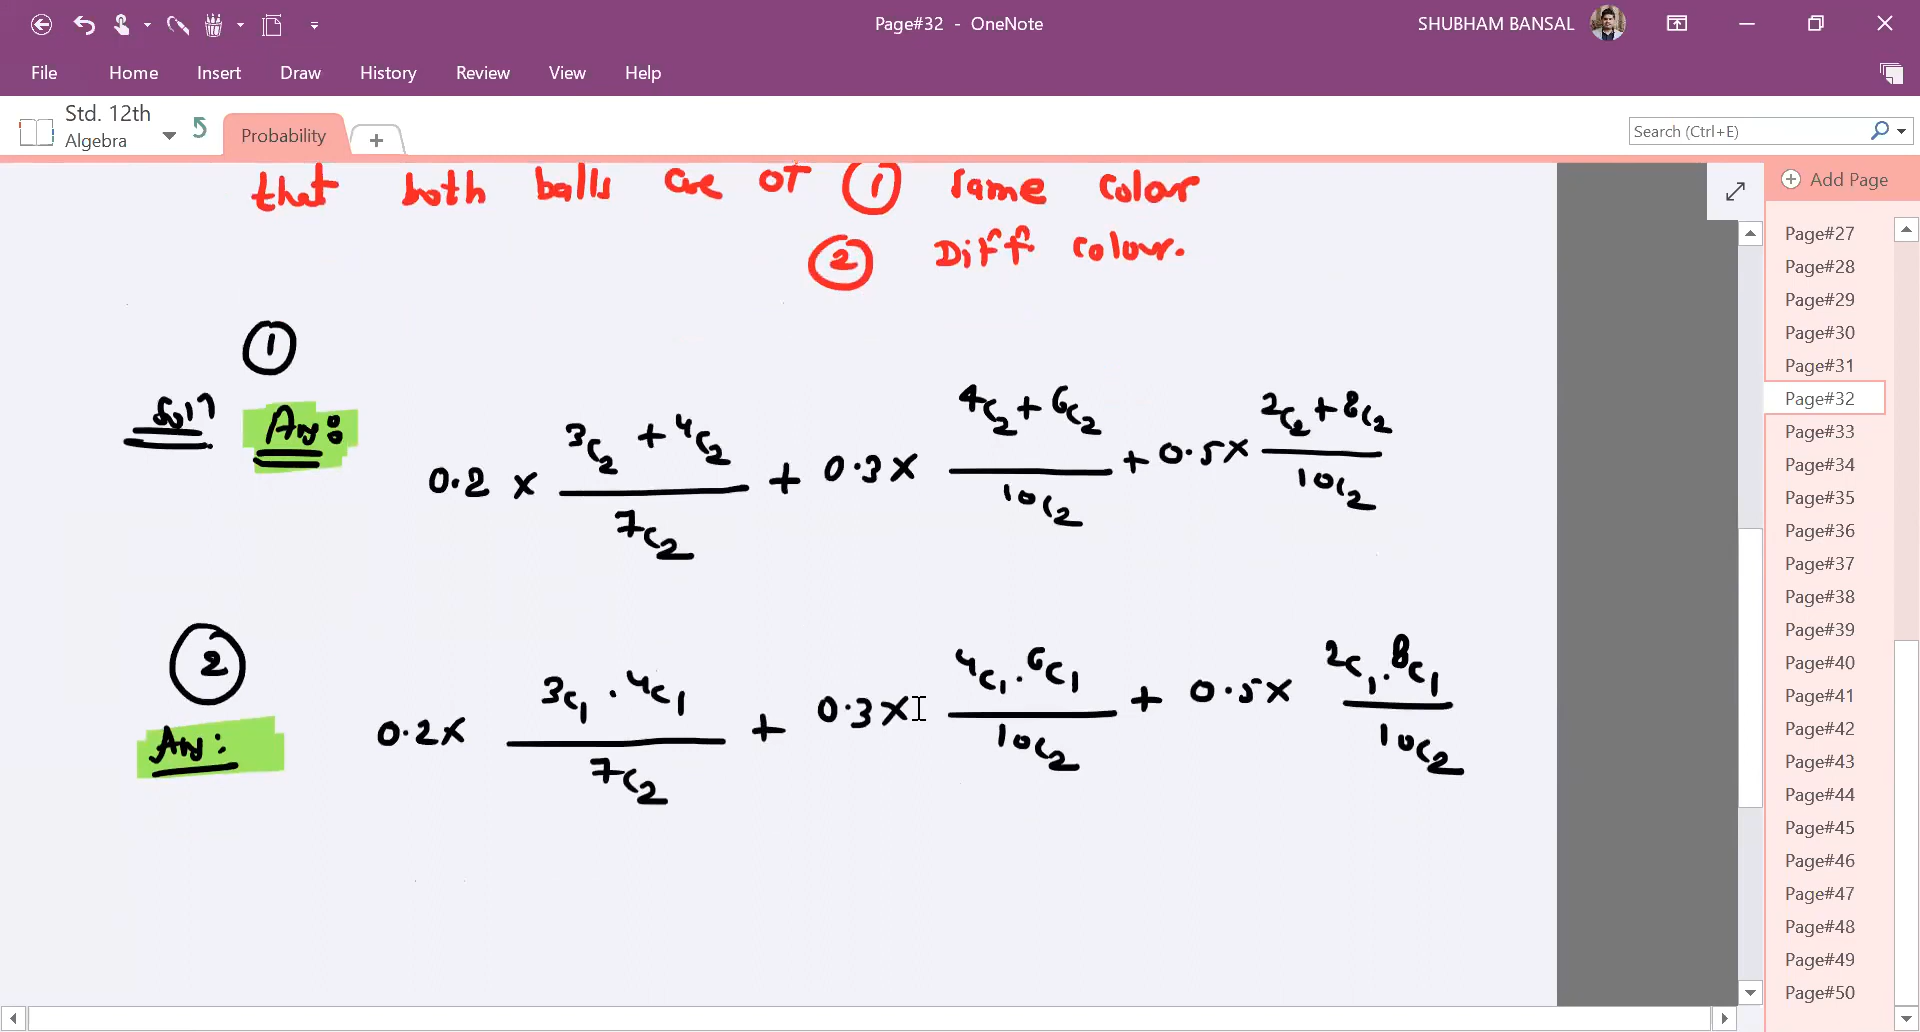 Page#32 - OneNote
SHUBHAM BANSAL
File Home Insert Draw History Review View Help
Std. 12th
Algebra
Probability
Search (Ctrl+E)
Add Page
that both balls are of ① same colour
② Diff colour.
①
Solⁿ Ans:
0.2 × (³C₂ + ⁴C₂)/⁷C₂ + 0.3 × (⁴C₂ + ⁶C₂)/¹⁰C₂ + 0.5 × (²C₂ + ⁸C₂)/¹⁰C₂
②
Ans: 0.2 × (³C₁ · ⁴C₁)/⁷C₂ + 0.3 × (⁴C₁ · ⁶C₁)/¹⁰C₂ + 0.5 × (²C₁ · ⁸C₁)/¹⁰C₂
Page#27
Page#28
Page#29
Page#30
Page#31
Page#32
Page#33
Page#34
Page#35
Page#36
Page#37
Page#38
Page#39
Page#40
Page#41
Page#42
Page#43
Page#44
Page#45
Page#46
Page#47
Page#48
Page#49
Page#50